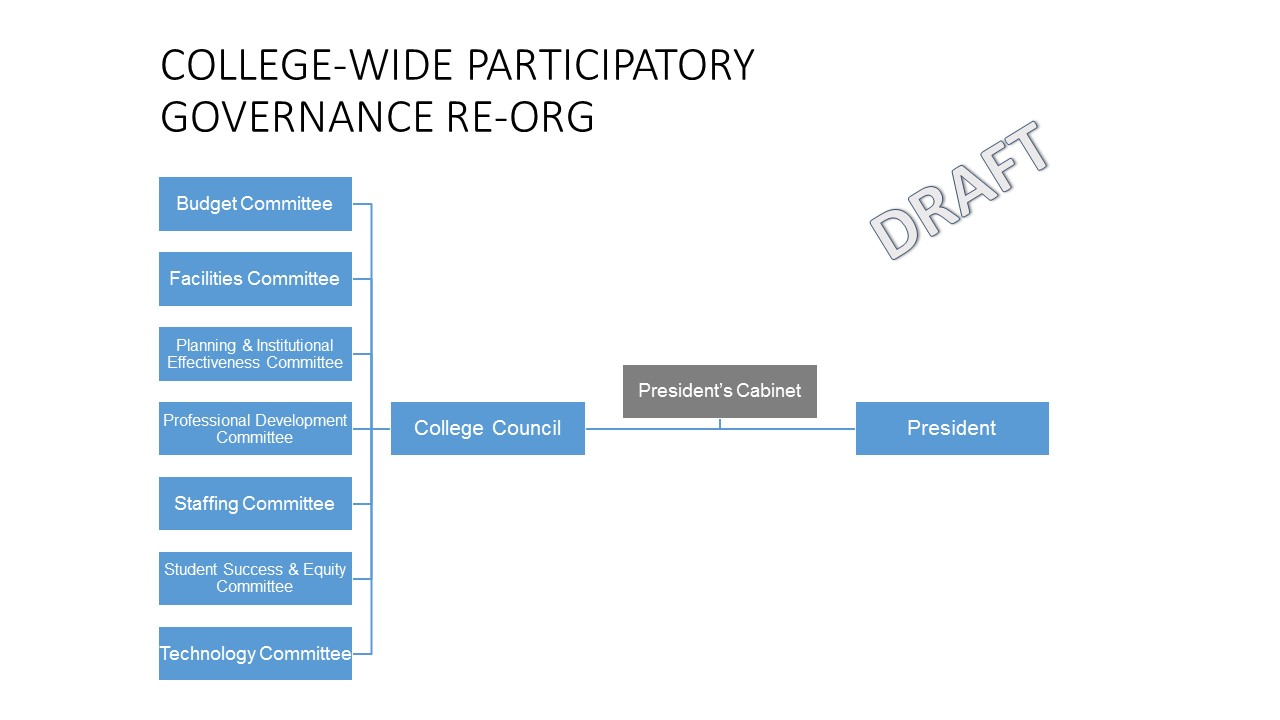 COLLEGE-WIDE PARTICIPATORY
GOVERNANCE RE-ORG
DRAFT
Budget Committee
Facilities Committee
Planning & Institutional
Effectiveness Committee
Professional Development
Committee
Staffing Committee
Student Success & Equity
Committee
Technology Committee
College Council
President’s Cabinet
President